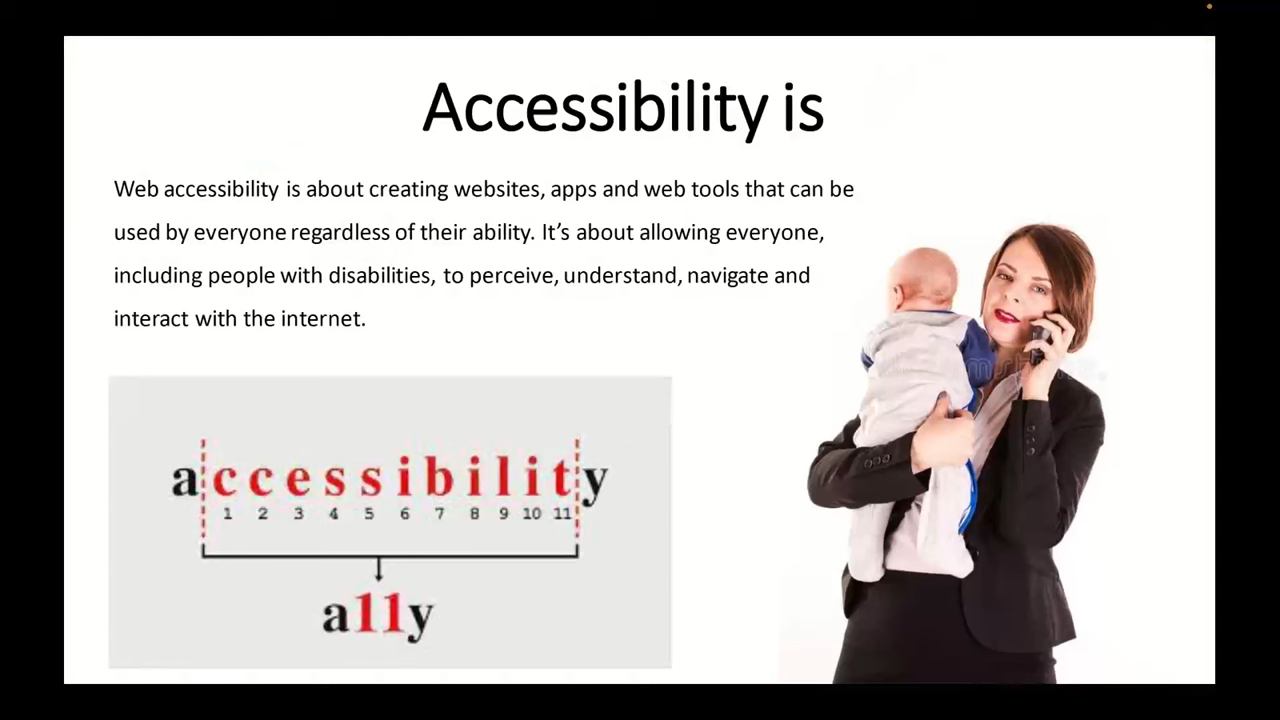 Accessibility is
Web accessibility is about creating websites, apps and web tools that can be
used by everyone regardless of their ability. It’s about allowing everyone,
including people with disabilities, to perceive, understand, navigate and
interact with the internet.
accessibility
1 2 3 4 5 6 7 8 9 10 11
a11y